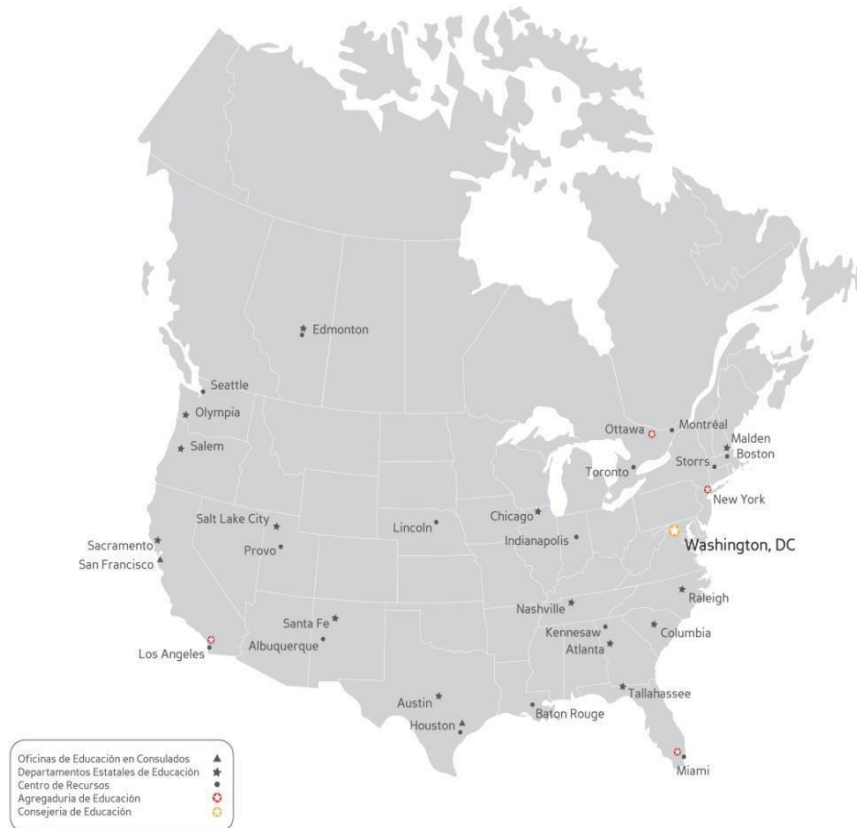 Edmonton
Seattle
Olympia
Salem
Ottawa
Montréal
Malden
Boston
Toronto
Storrs
New York
Salt Lake City
Lincoln
Chicago
Indianapolis
Washington, DC
Sacramento
San Francisco
Provo
Raleigh
Nashville
Santa Fe
Kennesaw
Columbia
Los Angeles
Albuquerque
Atlanta
Austin
Tallahassee
Houston
Baton Rouge
Miami
Oficinas de Educación en Consulados
Departamentos Estatales de Educación
Centro de Recursos
Agregaduria de Educación
Consejería de Educación